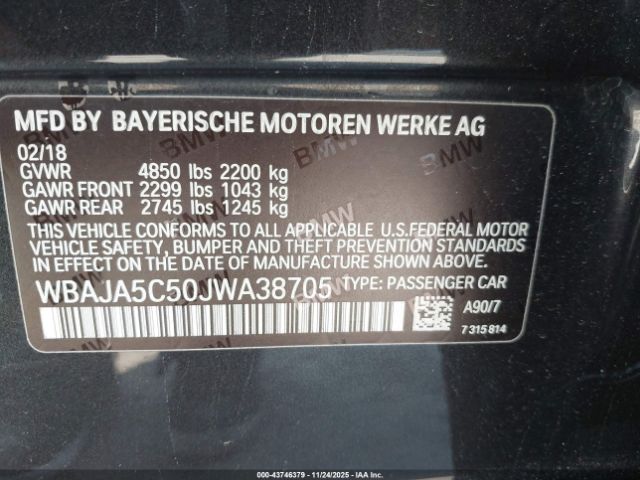 MFD BY BAYERISCHE MOTOREN WERKE AG
02/18
GVWR 4850 lbs 2200 kg
GAWR FRONT 2299 lbs 1043 kg
GAWR REAR 2745 lbs 1245 kg
THIS VEHICLE CONFORMS TO ALL APPLICABLE U.S.FEDERAL MOTOR
VEHICLE SAFETY, BUMPER AND THEFT PREVENTION STANDARDS
IN EFFECT ON THE DATE OF MANUFACTURE SHOWN ABOVE.
WBAJA5C50JWA38705 TYPE: PASSENGER CAR
A90/7
7 315 814
000-43746379 - 11/24/2025 - IAAI.COM